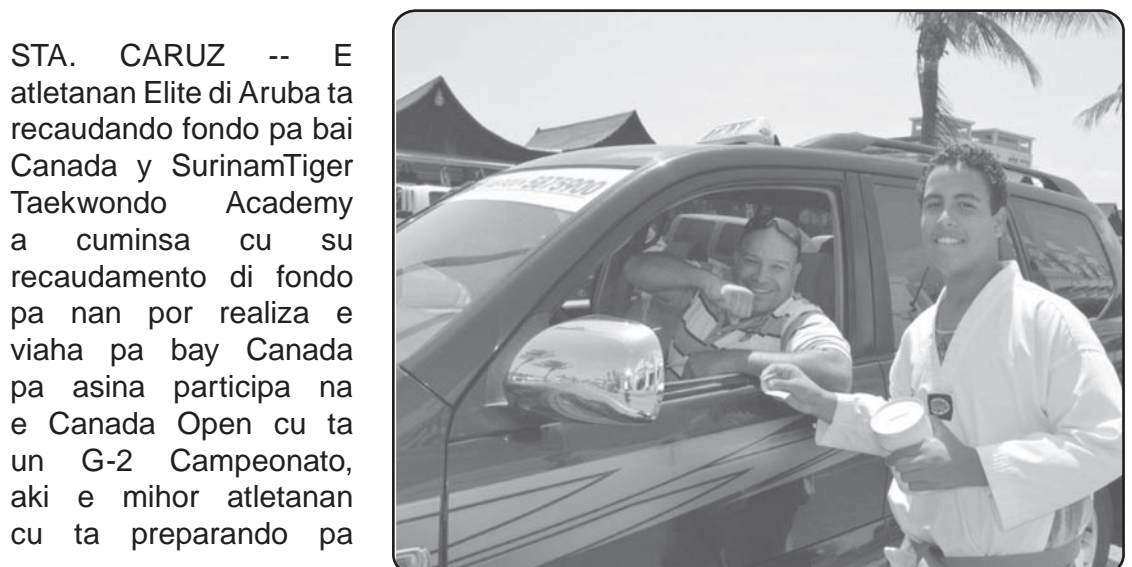 STA. CARUZ -- E
atletanan Elite di Aruba ta
recaudando fondo pa bai
Canada y SurinamTiger
Taekwondo Academy
a cuminsa cu su
recaudamento di fondo
pa nan por realiza e
viaha pa bay Canada
pa asina participa na
e Canada Open cu ta
un G-2 Campeonato,
aki e mihor atletanan
cu ta preparando pa
5875900